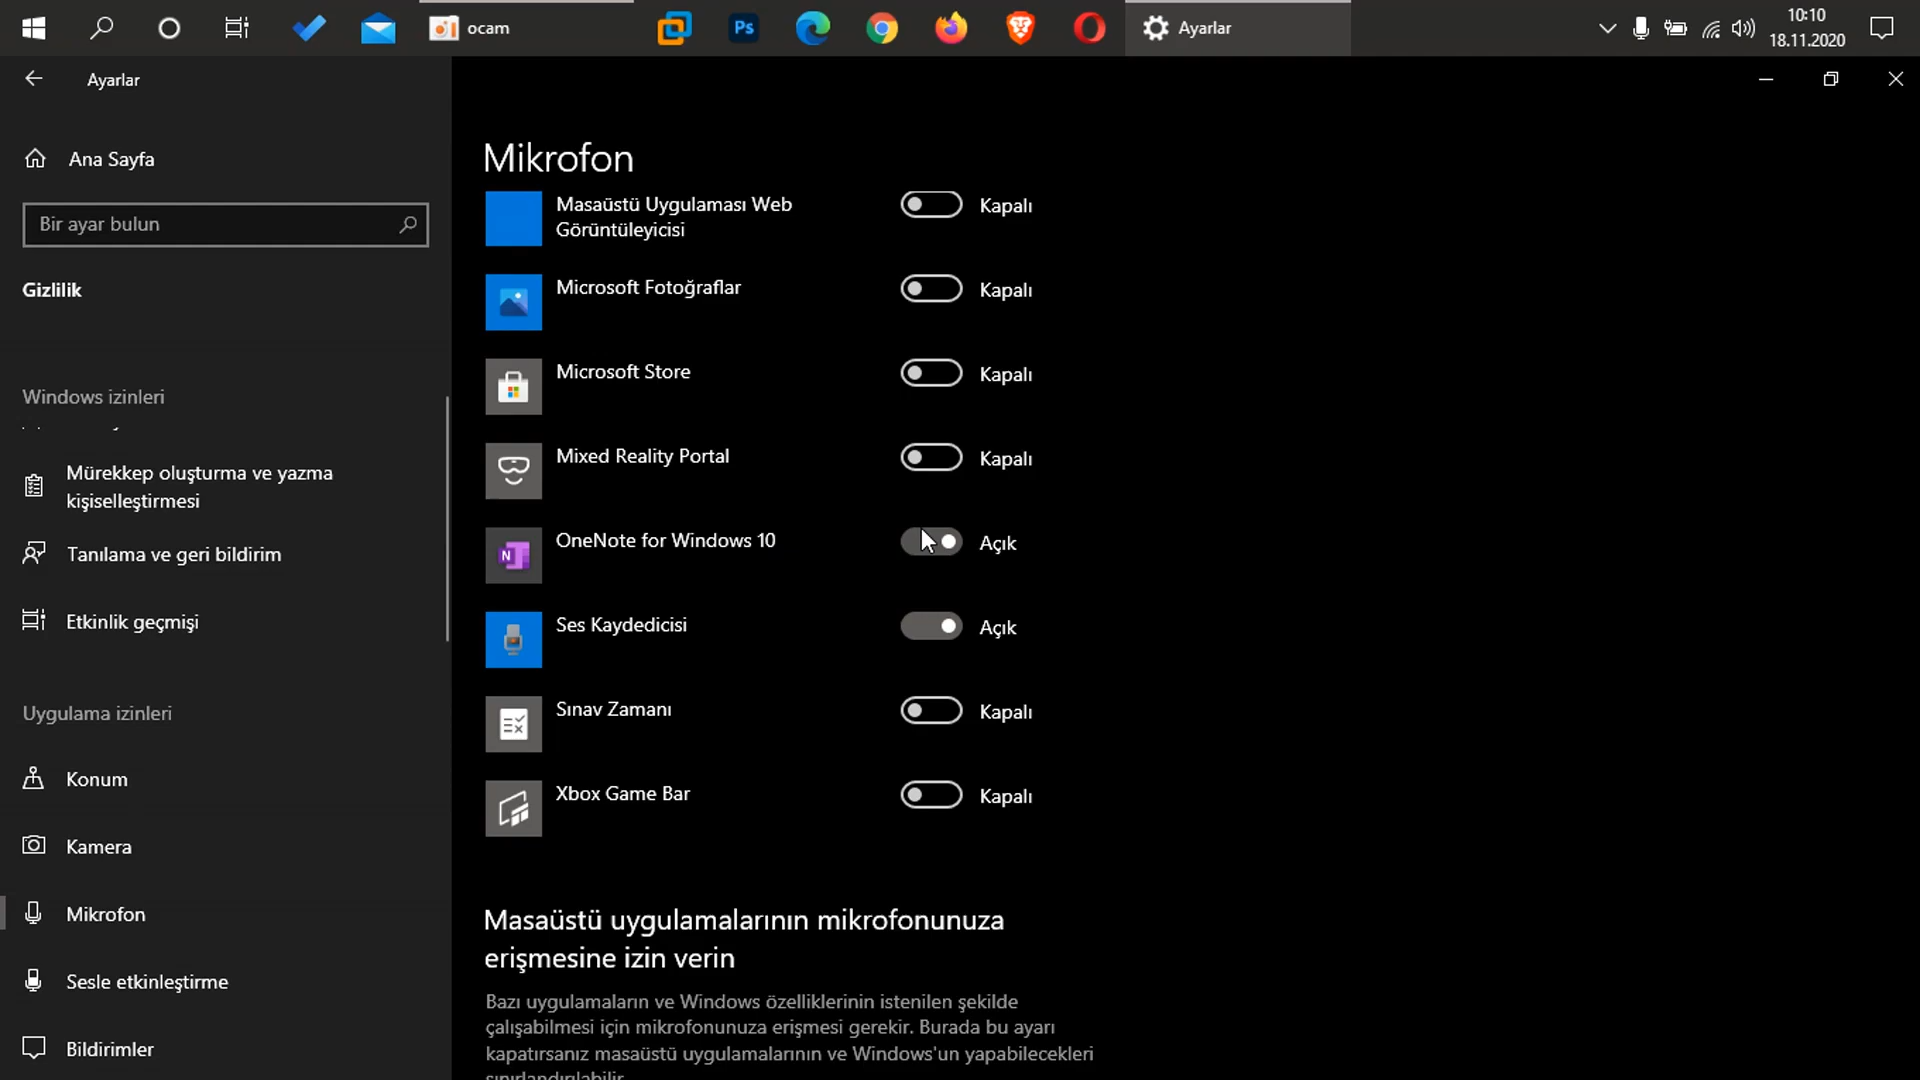 ocam
Ps
Ayarlar
10:10
18.11.2020
Ayarlar
Ana Sayfa
Bir ayar bulun
Gizlilik
Windows izinleri
Mürekkep oluşturma ve yazma
kişiselleştirmesi
Tanılama ve geri bildirim
Etkinlik geçmişi
Uygulama izinleri
Konum
Kamera
Mikrofon
Sesle etkinleştirme
Bildirimler
Mikrofon
Masaüstü Uygulaması Web
Görüntüleyicisi
Kapalı
Microsoft Fotoğraflar
Kapalı
Microsoft Store
Kapalı
Mixed Reality Portal
Kapalı
N
OneNote for Windows 10
Açık
Ses Kaydedicisi
Açık
Sınav Zamanı
Kapalı
Xbox Game Bar
Kapalı
Masaüstü uygulamalarının mikrofonunuza
erişmesine izin verin
Bazı uygulamaların ve Windows özelliklerinin istenilen şekilde
çalışabilmesi için mikrofonunuza erişmesi gerekir. Burada bu ayarı
kapatırsanız masaüstü uygulamalarının ve Windows'un yapabilecekleri
sınırlandırılabilir.